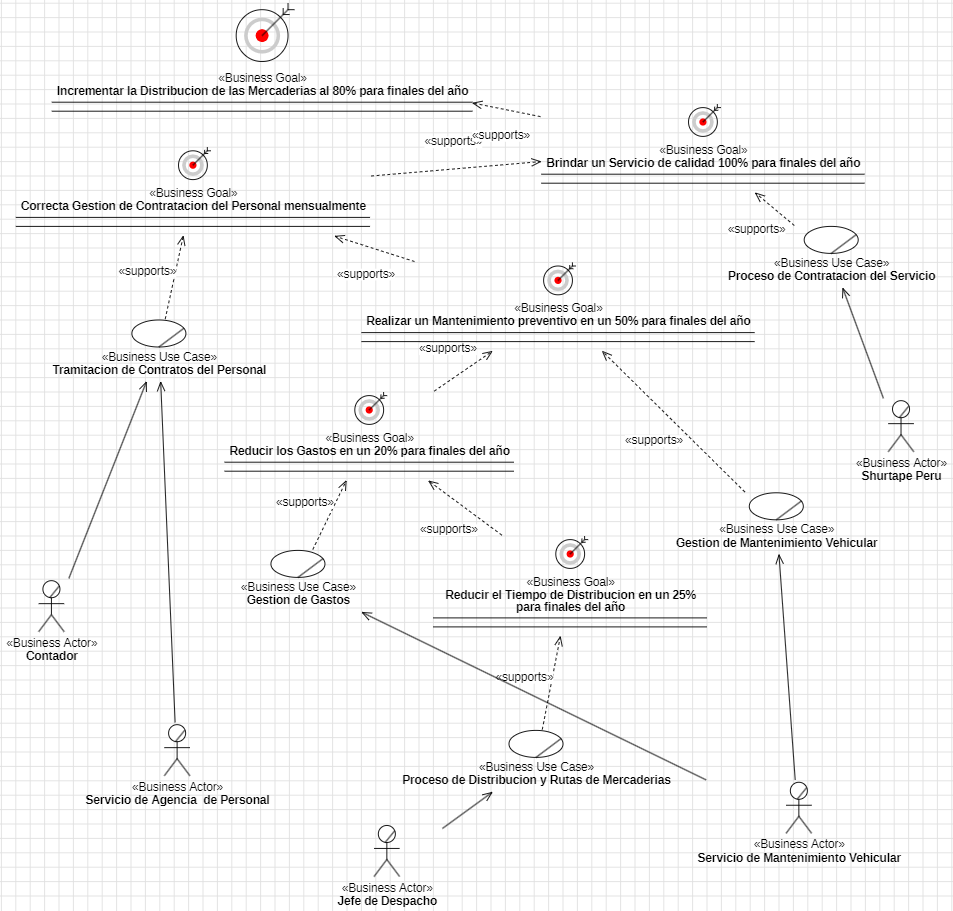 «Business Goal»
Incrementar la Distribucion de las Mercaderias al 80% para finales del año
«supports»
«supports»
«Business Goal»
Brindar un Servicio de calidad 100% para finales del año
«Business Goal»
Correcta Gestion de Contratacion del Personal mensualmente
«supports»
«Business Use Case»
Proceso de Contratacion del Servicio
«supports»
«supports»
«Business Goal»
Realizar un Mantenimiento preventivo en un 50% para finales del año
«supports»
«Business Use Case»
Tramitacion de Contratos del Personal
«Business Goal»
Reducir los Gastos en un 20% para finales del año
«supports»
«Business Actor»
Shurtape Peru
«supports»
«supports»
«Business Use Case»
Gestion de Mantenimiento Vehicular
«Business Use Case»
Gestion de Gastos
«Business Goal»
Reducir el Tiempo de Distribucion en un 25%
para finales del año
«Business Actor»
Contador
«supports»
«Business Use Case»
Proceso de Distribucion y Rutas de Mercaderias
«Business Actor»
Servicio de Agencia  de Personal
«Business Actor»
Servicio de Mantenimiento Vehicular
«Business Actor»
Jefe de Despacho